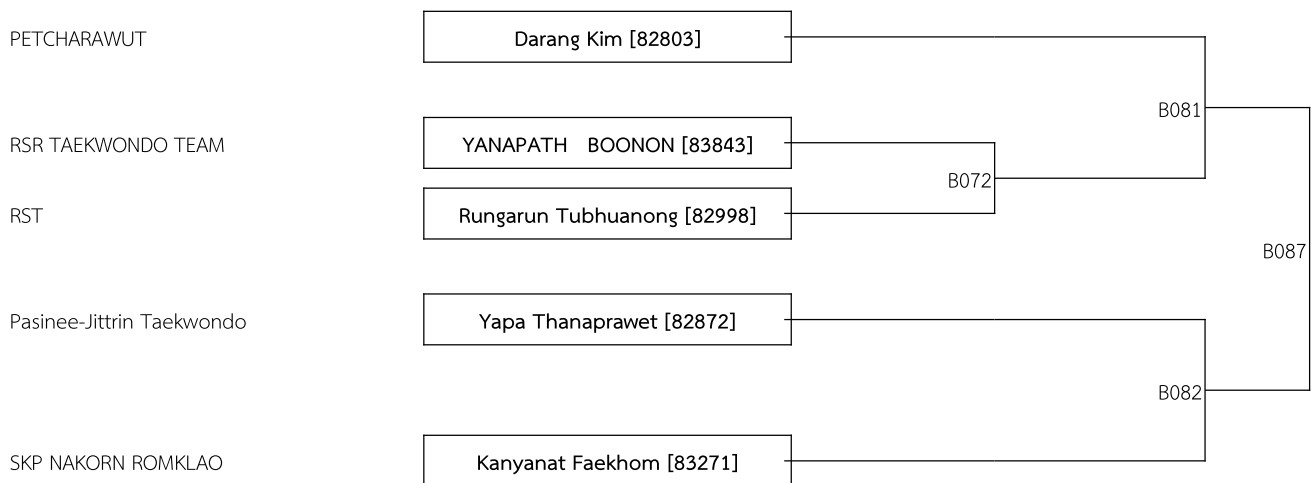 PETCHARAWUT
Darang Kim [82803]
B081
RSR TAEKWONDO TEAM
YANAPATH   BOONON [83843]
B072
RST
Rungarun Tubhuanong [82998]
B087
Pasinee-Jittrin Taekwondo
Yapa Thanaprawet [82872]
B082
SKP NAKORN ROMKLAO
Kanyanat Faekhom [83271]